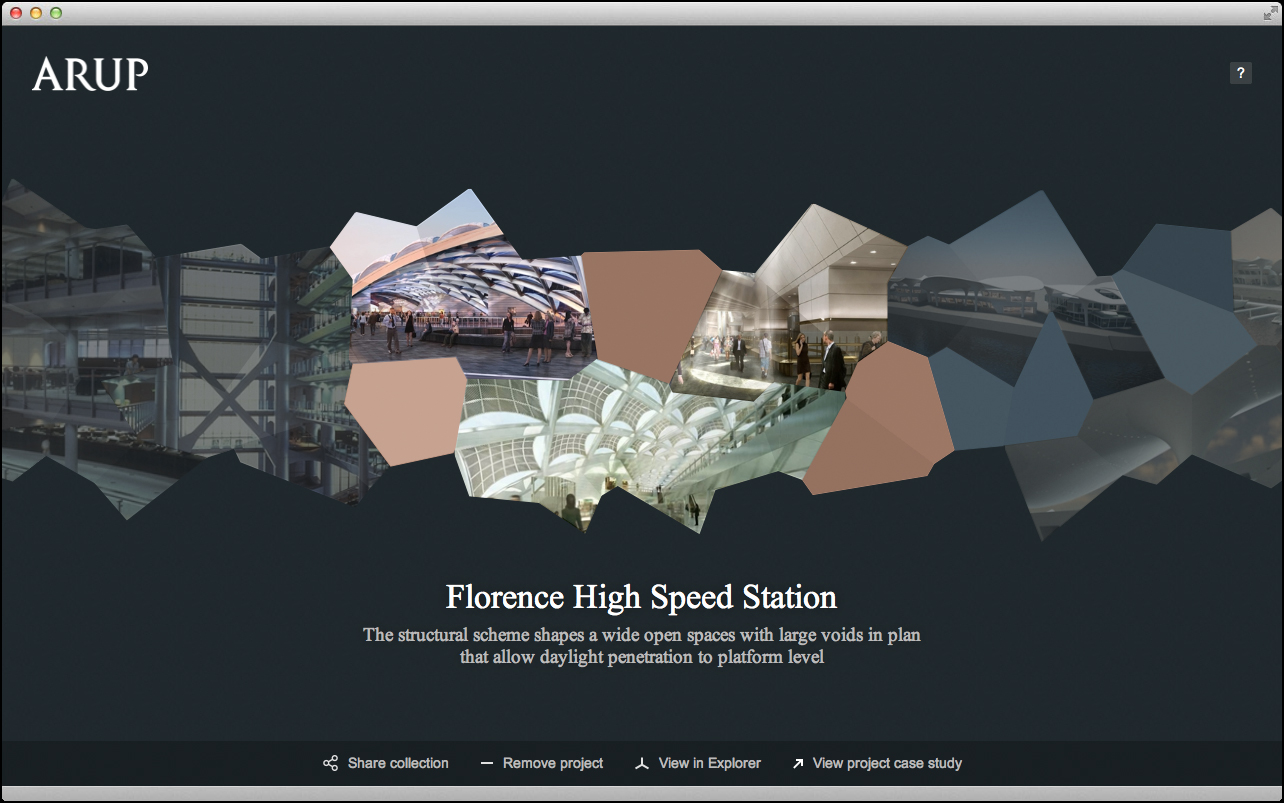 ARUP
?
Florence High Speed Station
The structural scheme shapes a wide open spaces with large voids in plan
that allow daylight penetration to platform level
Share collection
Remove project
View in Explorer
View project case study